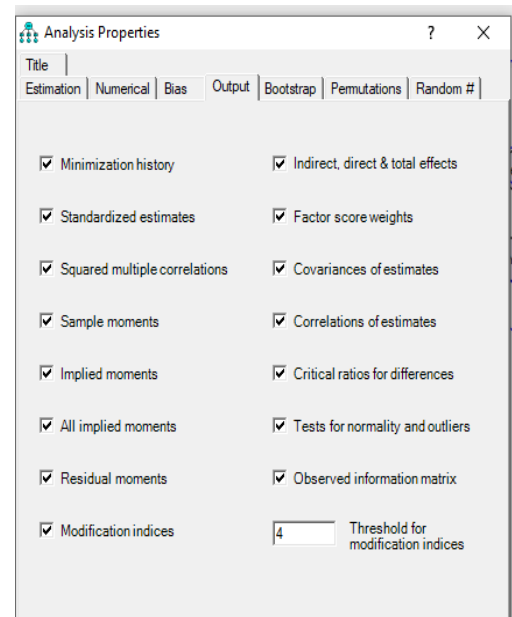 Analysis Properties ? X
Title
Estimation Numerical Bias Output Bootstrap Permutations Random #
Minimization history Indirect, direct & total effects
Standardized estimates Factor score weights
Squared multiple correlations Covariances of estimates
Sample moments Correlations of estimates
Implied moments Critical ratios for differences
All implied moments Tests for normality and outliers
Residual moments Observed information matrix
Modification indices 4 Threshold for
modification indices